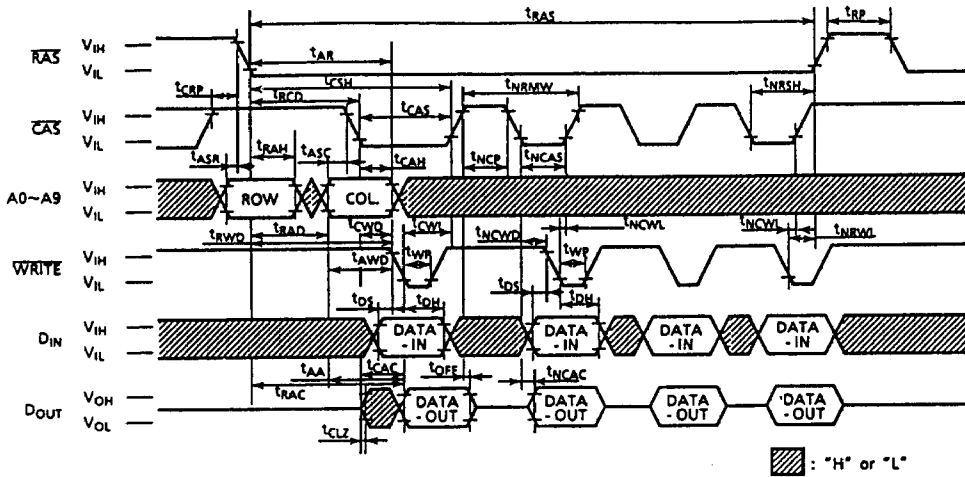 tRAS
tRP
RAS
VIH
VIL
tAR
tCSH
tCRP
tRCD
tNRMW
tNRSH
CAS
VIH
VIL
tCAS
tASR
tRAH
tASC
tCAH
tNCP
tNCAS
A0~A9
VIH
VIL
ROW
COL.
tRWD
tRAD
tCWD
tCWL
tNCWD
tNCWL
tNCWL
tNRWL
WRITE
VIH
VIL
tAWD
tWP
tWP
tDS
tDH
tDS
tDH
DIN
VIH
VIL
DATA
- IN
DATA
- IN
DATA
- IN
DATA
- IN
tAA
tCAC
tRAC
tOFF
tNCAC
DOUT
VOH
VOL
DATA
- OUT
DATA
- OUT
DATA
- OUT
DATA
- OUT
tCLZ
: "H" or "L"